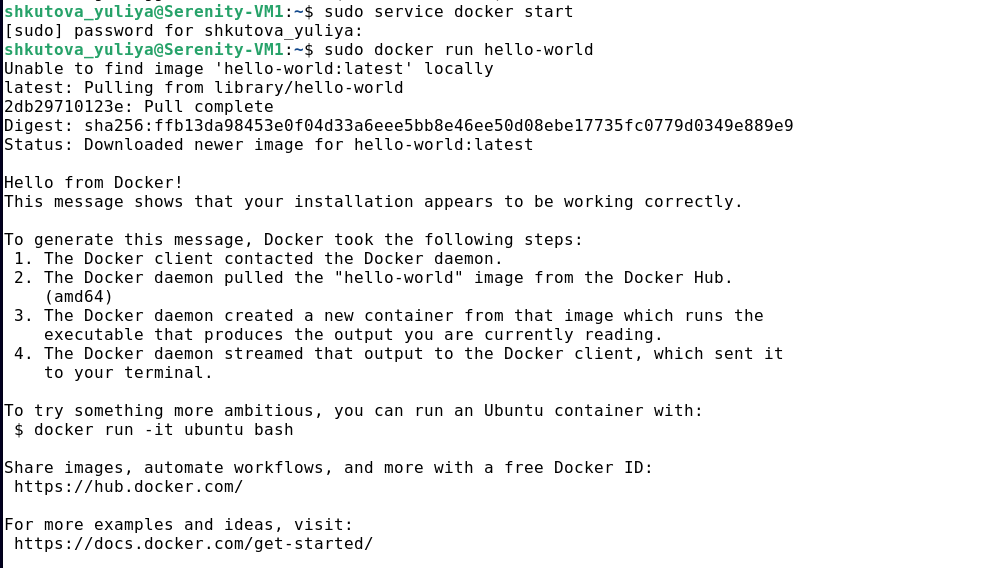 shkutova_yuliya@Serenity-VM1:~$ sudo service docker start
[sudo] password for shkutova_yuliya:
shkutova_yuliya@Serenity-VM1:~$ sudo docker run hello-world
Unable to find image 'hello-world:latest' locally
latest: Pulling from library/hello-world
2db29710123e: Pull complete
Digest: sha256:ffb13da98453e0f04d33a6eee5bb8e46ee50d08ebe17735fc0779d0349e889e9
Status: Downloaded newer image for hello-world:latest

Hello from Docker!
This message shows that your installation appears to be working correctly.

To generate this message, Docker took the following steps:
 1. The Docker client contacted the Docker daemon.
 2. The Docker daemon pulled the "hello-world" image from the Docker Hub.
    (amd64)
 3. The Docker daemon created a new container from that image which runs the
    executable that produces the output you are currently reading.
 4. The Docker daemon streamed that output to the Docker client, which sent it
    to your terminal.

To try something more ambitious, you can run an Ubuntu container with:
 $ docker run -it ubuntu bash

Share images, automate workflows, and more with a free Docker ID:
 https://hub.docker.com/

For more examples and ideas, visit:
 https://docs.docker.com/get-started/